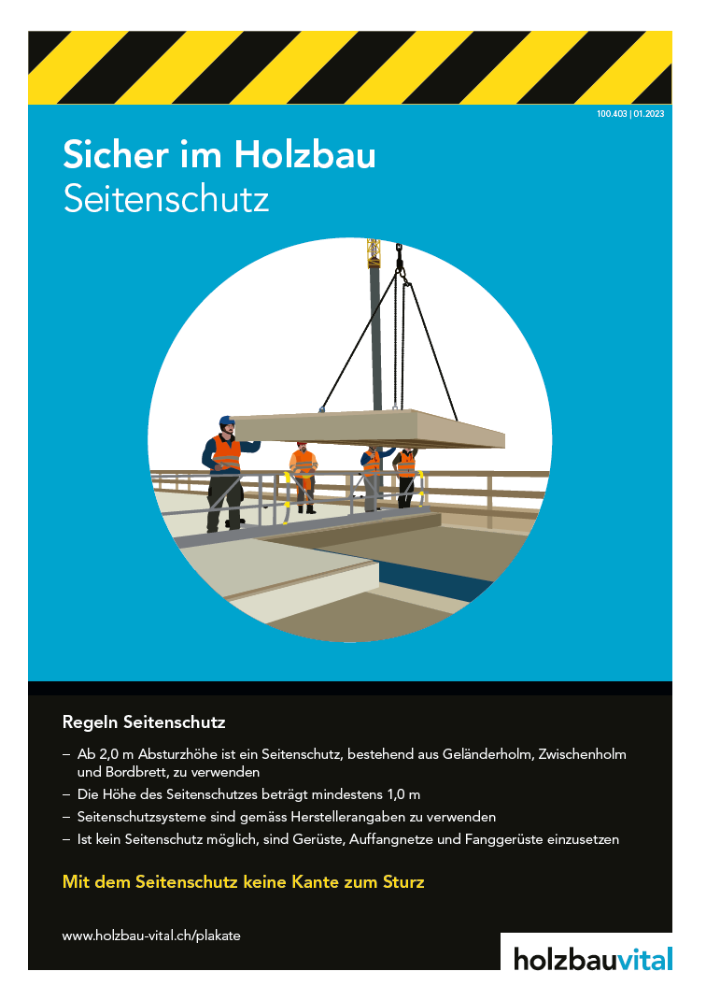 100.403 | 01.2023
Sicher im Holzbau
Seitenschutz
Regeln Seitenschutz
– Ab 2,0 m Absturzhöhe ist ein Seitenschutz, bestehend aus Geländerholm, Zwischenholm
und Bordbrett, zu verwenden
– Die Höhe des Seitenschutzes beträgt mindestens 1,0 m
– Seitenschutzsysteme sind gemäss Herstellerangaben zu verwenden
– Ist kein Seitenschutz möglich, sind Gerüste, Auffangnetze und Fanggerüste einzusetzen
Mit dem Seitenschutz keine Kante zum Sturz
www.holzbau-vital.ch/plakate
holzbauvital